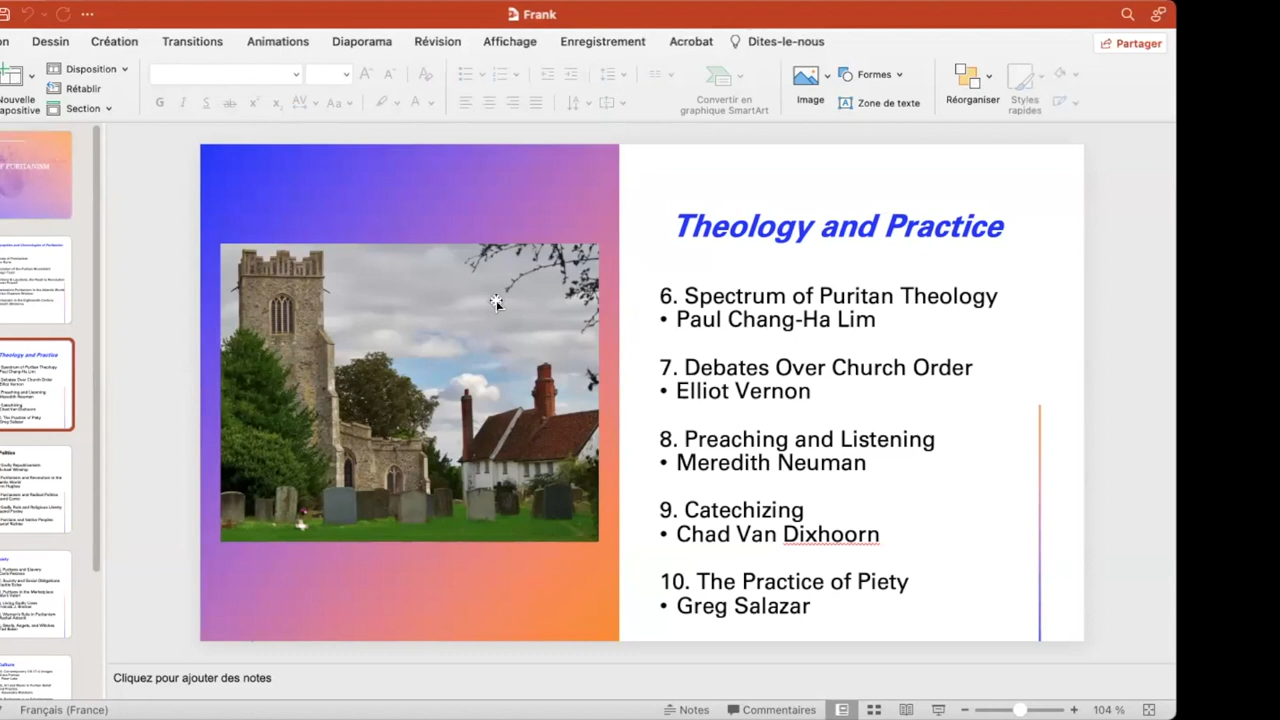 Frank
Dessin Création Transitions Animations Diaporama Révision Affichage Enregistrement Acrobat Dites-le-nous
Partager
Disposition
Rétablir
Section
Nouvelle
Convertir en
graphique SmartArt
Image
Formes
Zone de texte
Réorganiser
Styles
rapides
OF PURITANISM
Theology and Practice
6. Spectrum of Puritan Theology
• Paul Chang-Ha Lim
7. Debates Over Church Order
• Elliot Vernon
8. Preaching and Listening
• Meredith Neuman
9. Catechizing
• Chad Van Dixhoorn
10. The Practice of Piety
• Greg Salazar
Cliquez pour ajouter des notes
Français (France)
Notes Commentaires 104 %